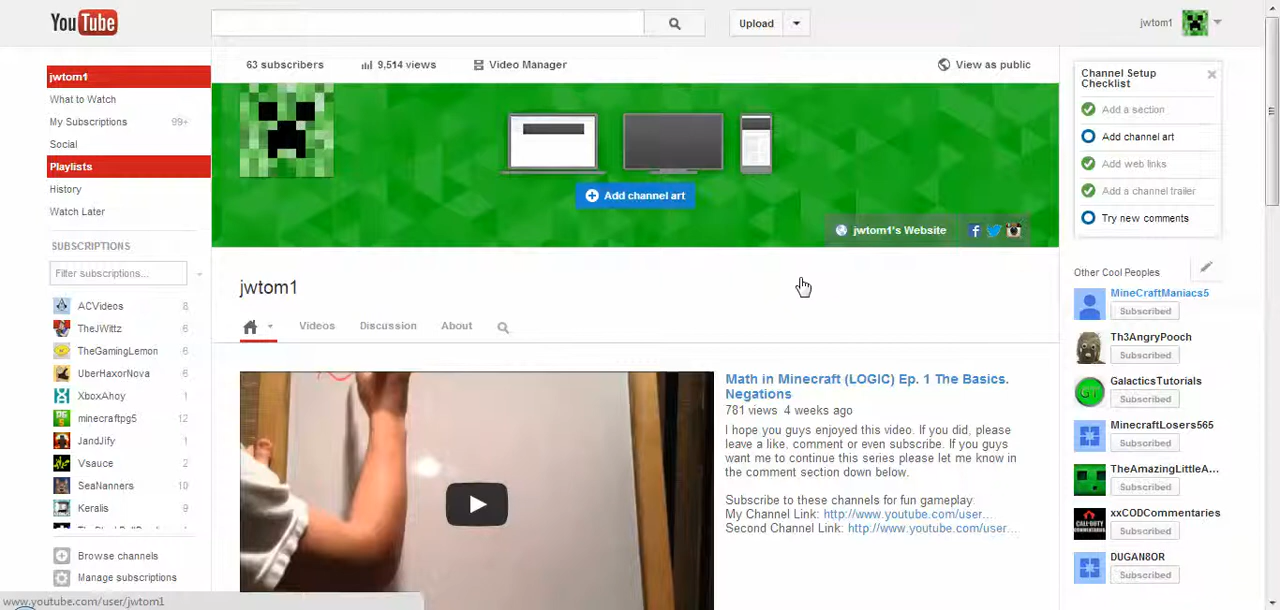 YouTube
Upload
jwtom1
jwtom1
What to Watch
My Subscriptions 99+
Social
Playlists
History
Watch Later
SUBSCRIPTIONS
Filter subscriptions...
ACVideos 8
TheJWittz 6
TheGamingLemon 6
UberHaxorNova 6
XboxAhoy 1
minecraftpg5 12
JandJify 1
Vsauce 2
SeaNanners 10
Keralis 9
Browse channels
Manage subscriptions
www.youtube.com/user/jwtom1
63 subscribers 9,514 views Video Manager View as public
Add channel art
jwtom1's Website
jwtom1
Videos Discussion About
Math in Minecraft (LOGIC) Ep. 1 The Basics.
Negations
781 views 4 weeks ago
I hope you guys enjoyed this video. If you did, please
leave a like, comment or even subscribe. If you guys
want me to continue this series please let me know in
the comment section down below.
Subscribe to these channels for fun gameplay.
My Channel Link: http://www.youtube.com/user...
Second Channel Link: http://www.youtube.com/user...
Channel Setup
Checklist
Add a section
Add channel art
Add web links
Add a channel trailer
Try new comments
Other Cool Peoples
MineCraftManiacs5
Subscribed
Th3AngryPooch
Subscribed
GalacticsTutorials
GT
Subscribed
MinecraftLosers565
Subscribed
TheAmazingLittleA...
Subscribed
xxCODCommentaries
CALL OF DUTY
COMMENTARIES
Subscribed
DUGAN8OR
Subscribed